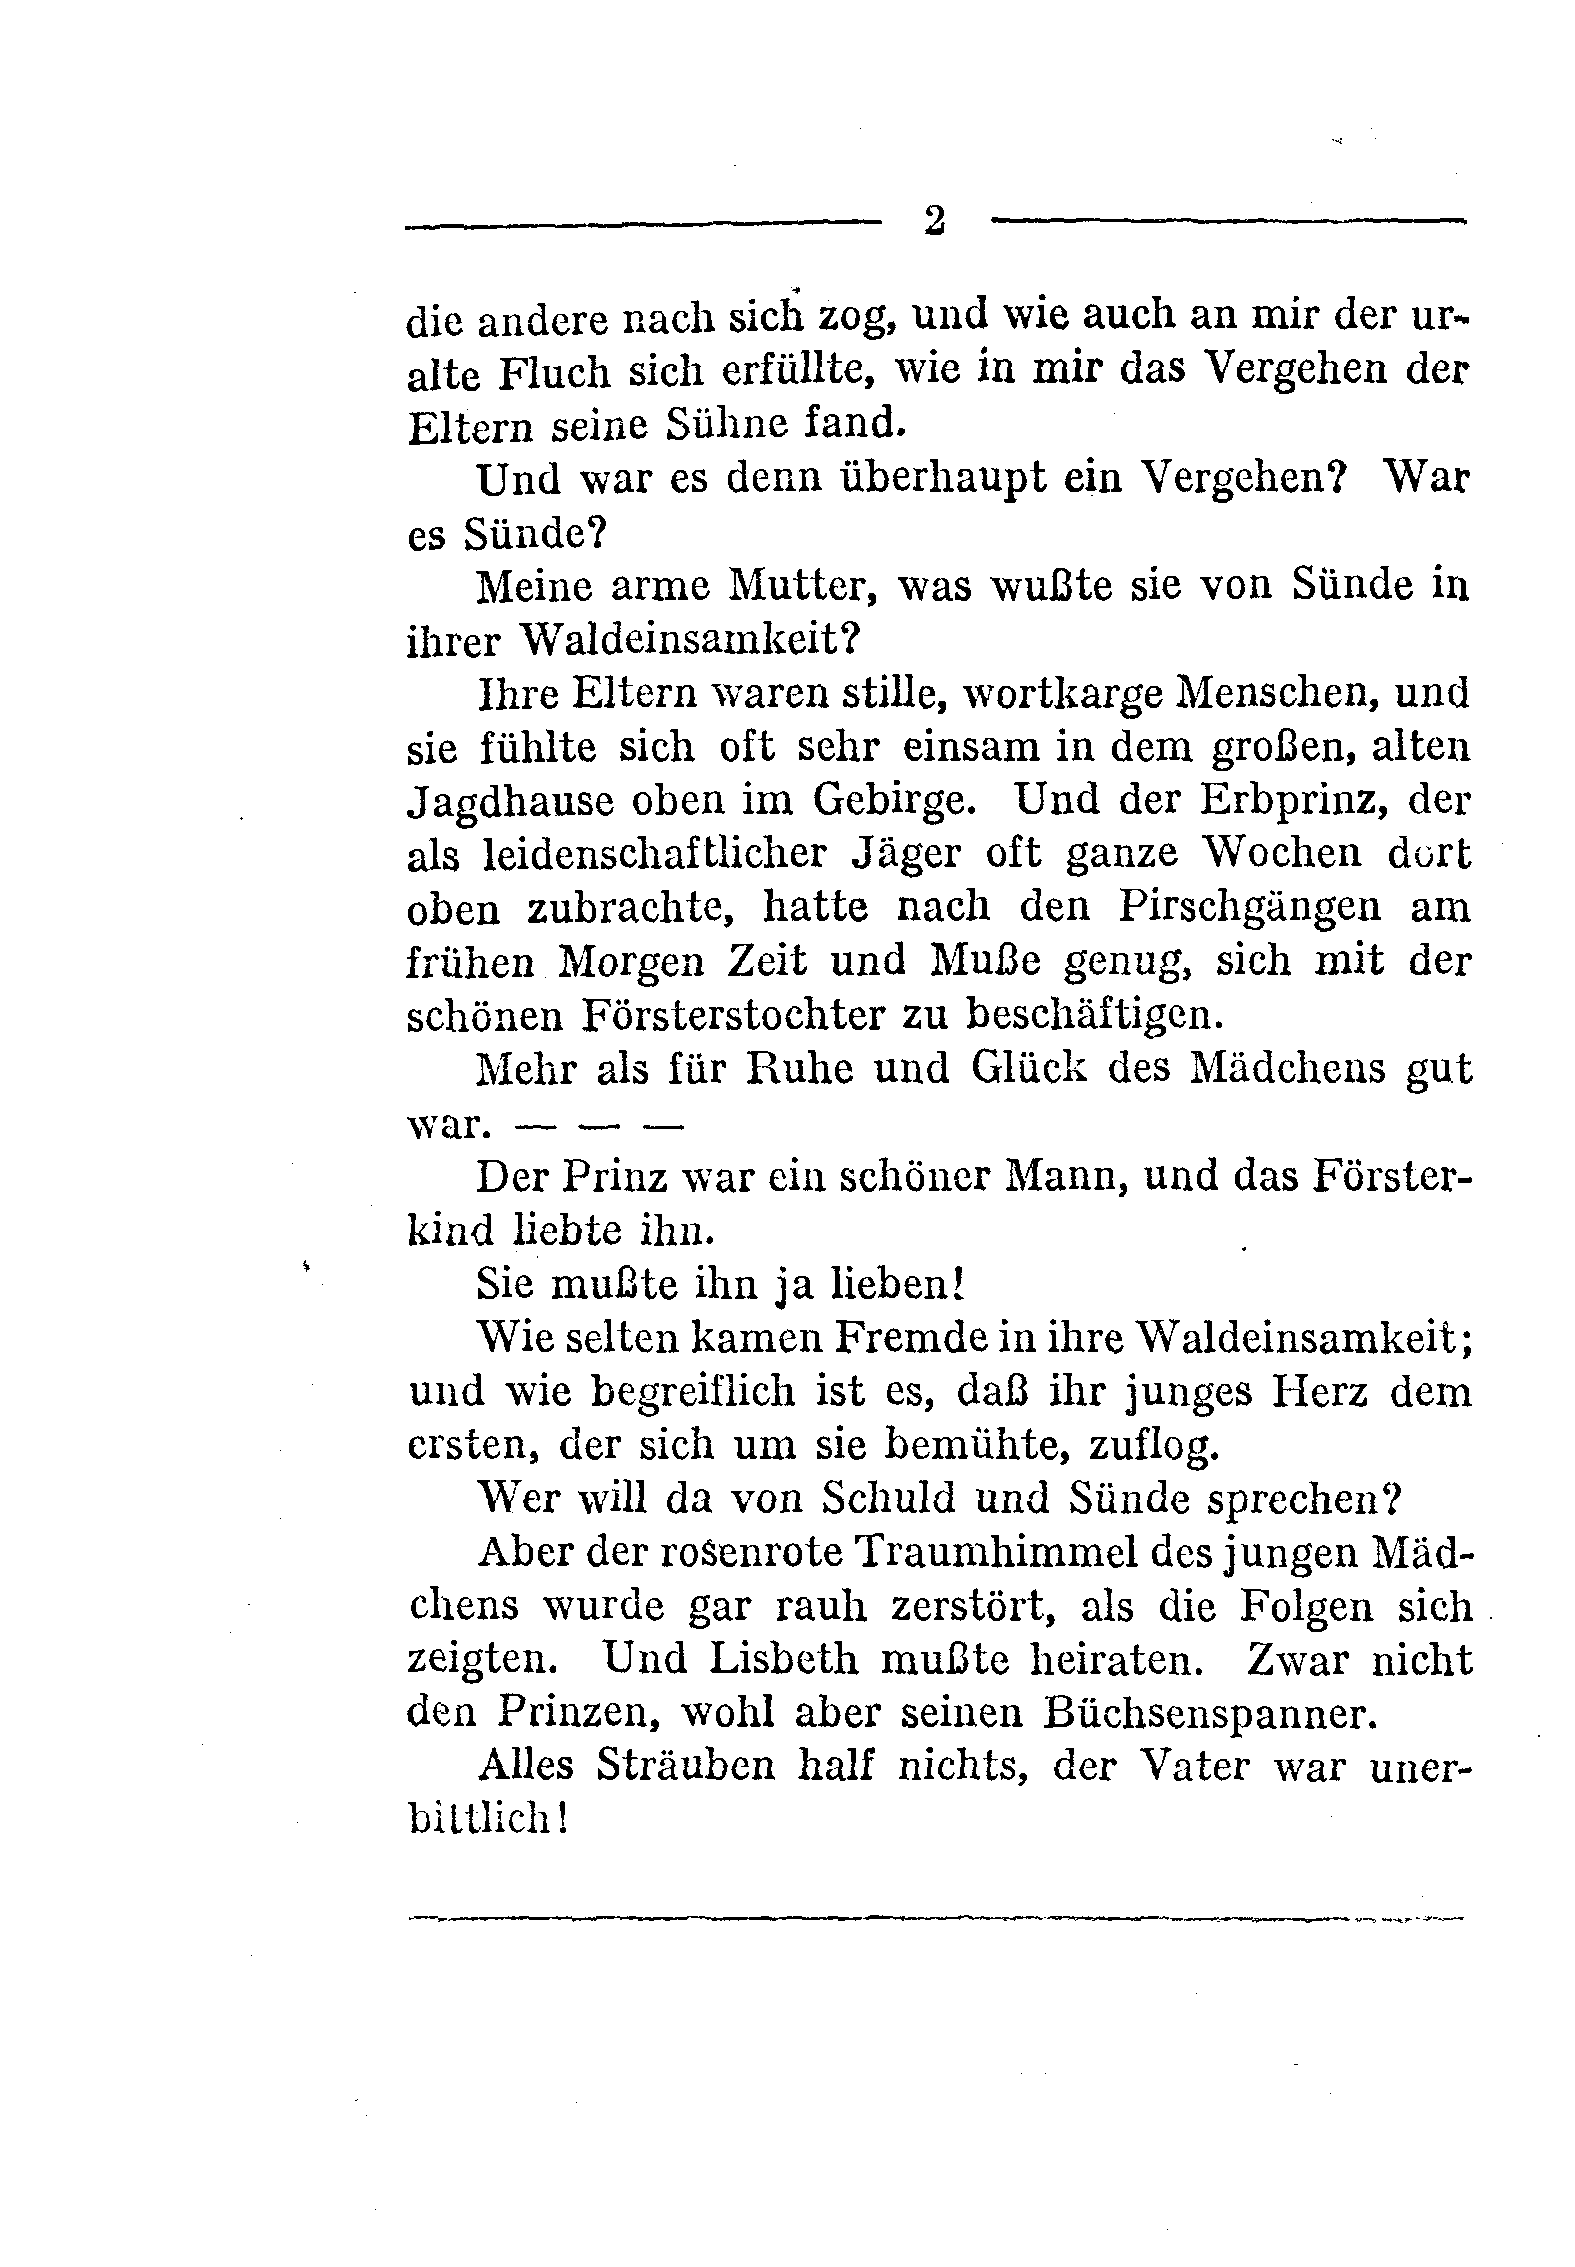 2
die andere nach sich zog, und wie auch an mir der ur-
alte Fluch sich erfüllte, wie in mir das Vergehen der
Eltern seine Sühne fand.
Und war es denn überhaupt ein Vergehen? War
es Sünde?
Meine arme Mutter, was wußte sie von Sünde in
ihrer Waldeinsamkeit?
Ihre Eltern waren stille, wortkarge Menschen, und
sie fühlte sich oft sehr einsam in dem großen, alten
Jagdhause oben im Gebirge. Und der Erbprinz, der
als leidenschaftlicher Jäger oft ganze Wochen dort
oben zubrachte, hatte nach den Pirschgängen am
frühen Morgen Zeit und Muße genug, sich mit der
schönen Försterstochter zu beschäftigen.
Mehr als für Ruhe und Glück des Mädchens gut
war. — — —
Der Prinz war ein schöner Mann, und das Förster-
kind liebte ihn.
Sie mußte ihn ja lieben!
Wie selten kamen Fremde in ihre Waldeinsamkeit;
und wie begreiflich ist es, daß ihr junges Herz dem
ersten, der sich um sie bemühte, zuflog.
Wer will da von Schuld und Sünde sprechen?
Aber der rosenrote Traumhimmel des jungen Mäd-
chens wurde gar rauh zerstört, als die Folgen sich
zeigten. Und Lisbeth mußte heiraten. Zwar nicht
den Prinzen, wohl aber seinen Büchsenspanner.
Alles Sträuben half nichts, der Vater war uner-
bittlich!